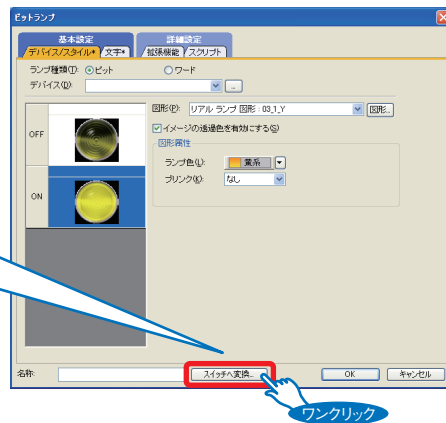 ビットランプ
基本設定
詳細設定
デバイス/スタイル*
文字*
拡張機能
スクリプト
ランプ種類(T): ビット ワード
デバイス(D):
...
図形(P): リアル ランプ 図形 : 03_1_Y
図形...
OFF
イメージの透過色を有効にする(S)
図形属性
ランプ色(L): 黄系
ブリンク(K): なし
ON
名称:
スイッチへ変換...
OK
キャンセル
ワンクリック